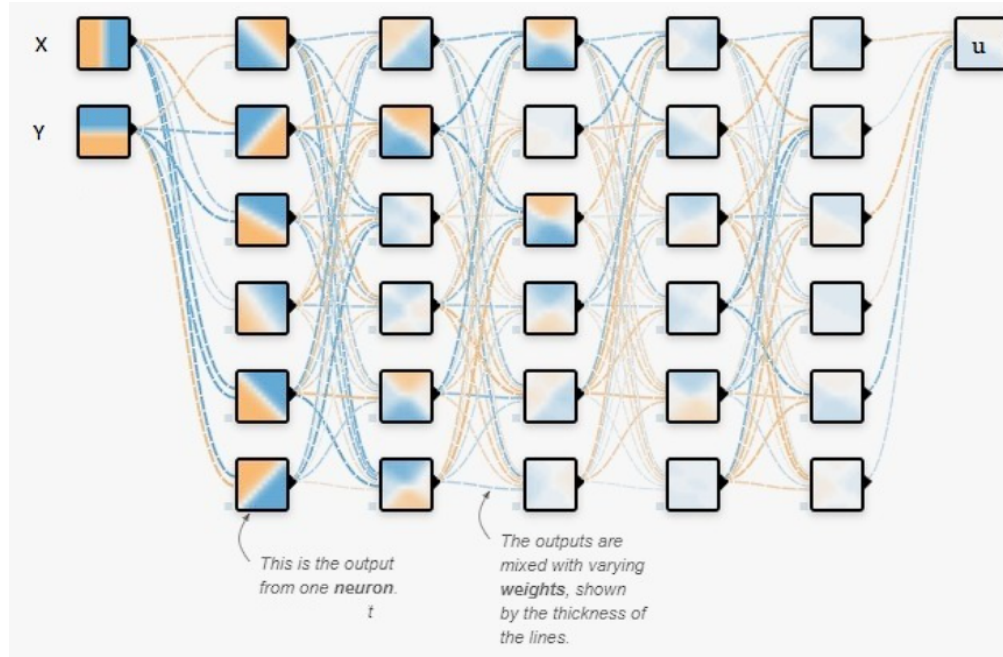 X
u
Y
This is the output
from one neuron.
t
The outputs are
mixed with varying
weights, shown
by the thickness of
the lines.